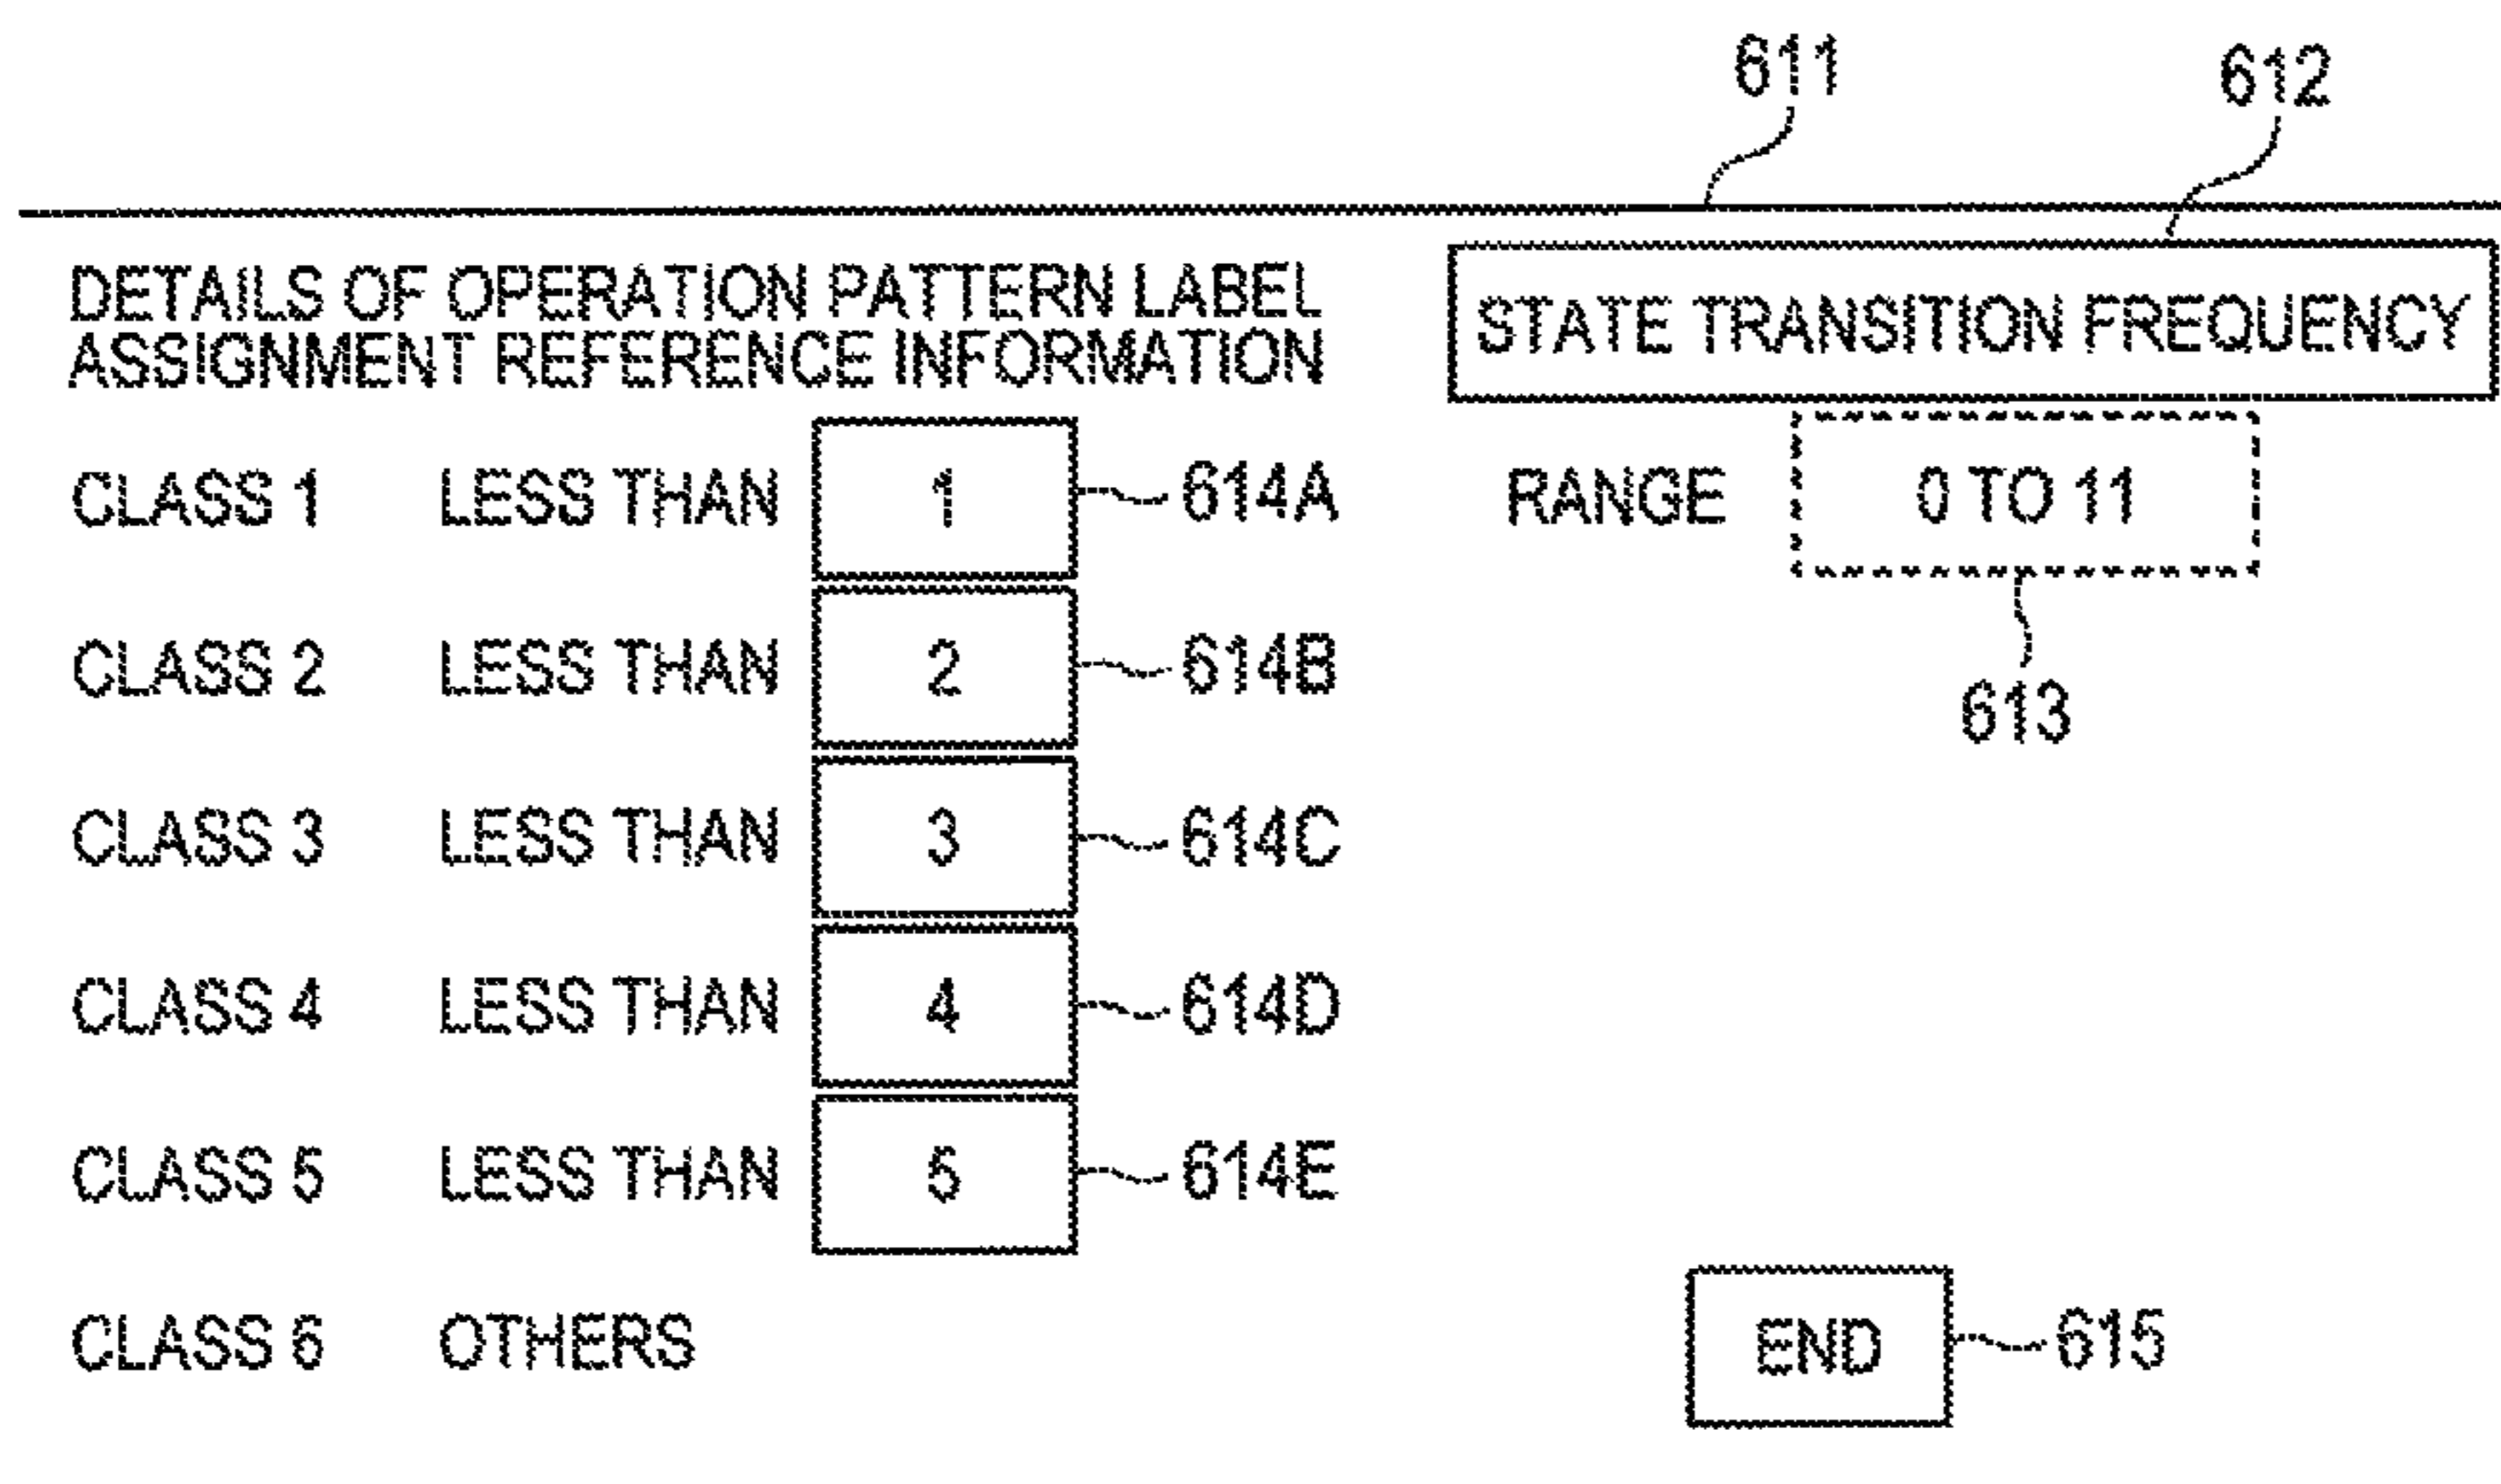 611
612
DETAILS OF OPERATION PATTERN LABEL
ASSIGNMENT REFERENCE INFORMATION
STATE TRANSITION FREQUENCY
CLASS 1 LESS THAN 1 614A RANGE 0 TO 11
CLASS 2 LESS THAN 2 614B
613
CLASS 3 LESS THAN 3 614C
CLASS 4 LESS THAN 4 614D
CLASS 5 LESS THAN 5 614E
CLASS 6 OTHERS END 615